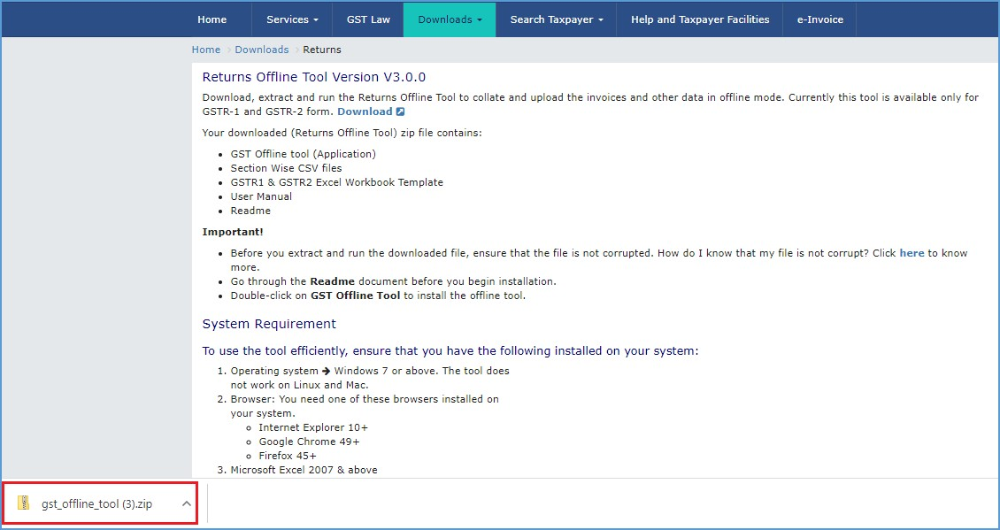 Home Services GST Law Downloads Search Taxpayer Help and Taxpayer Facilities e-Invoice
Home > Downloads > Returns
Returns Offline Tool Version V3.0.0
Download, extract and run the Returns Offline Tool to collate and upload the invoices and other data in offline mode. Currently this tool is available only for
GSTR-1 and GSTR-2 form. Download
Your downloaded (Returns Offline Tool) zip file contains:
• GST Offline tool (Application)
• Section Wise CSV files
• GSTR1 & GSTR2 Excel Workbook Template
• User Manual
• Readme
Important!
• Before you extract and run the downloaded file, ensure that the file is not corrupted. How do I know that my file is not corrupt? Click here to know
more.
• Go through the Readme document before you begin installation.
• Double-click on GST Offline Tool to install the offline tool.
System Requirement
To use the tool efficiently, ensure that you have the following installed on your system:
1. Operating system → Windows 7 or above. The tool does
not work on Linux and Mac.
2. Browser: You need one of these browsers installed on
your system.
○ Internet Explorer 10+
○ Google Chrome 49+
○ Firefox 45+
3. Microsoft Excel 2007 & above
gst_offline_tool (3).zip